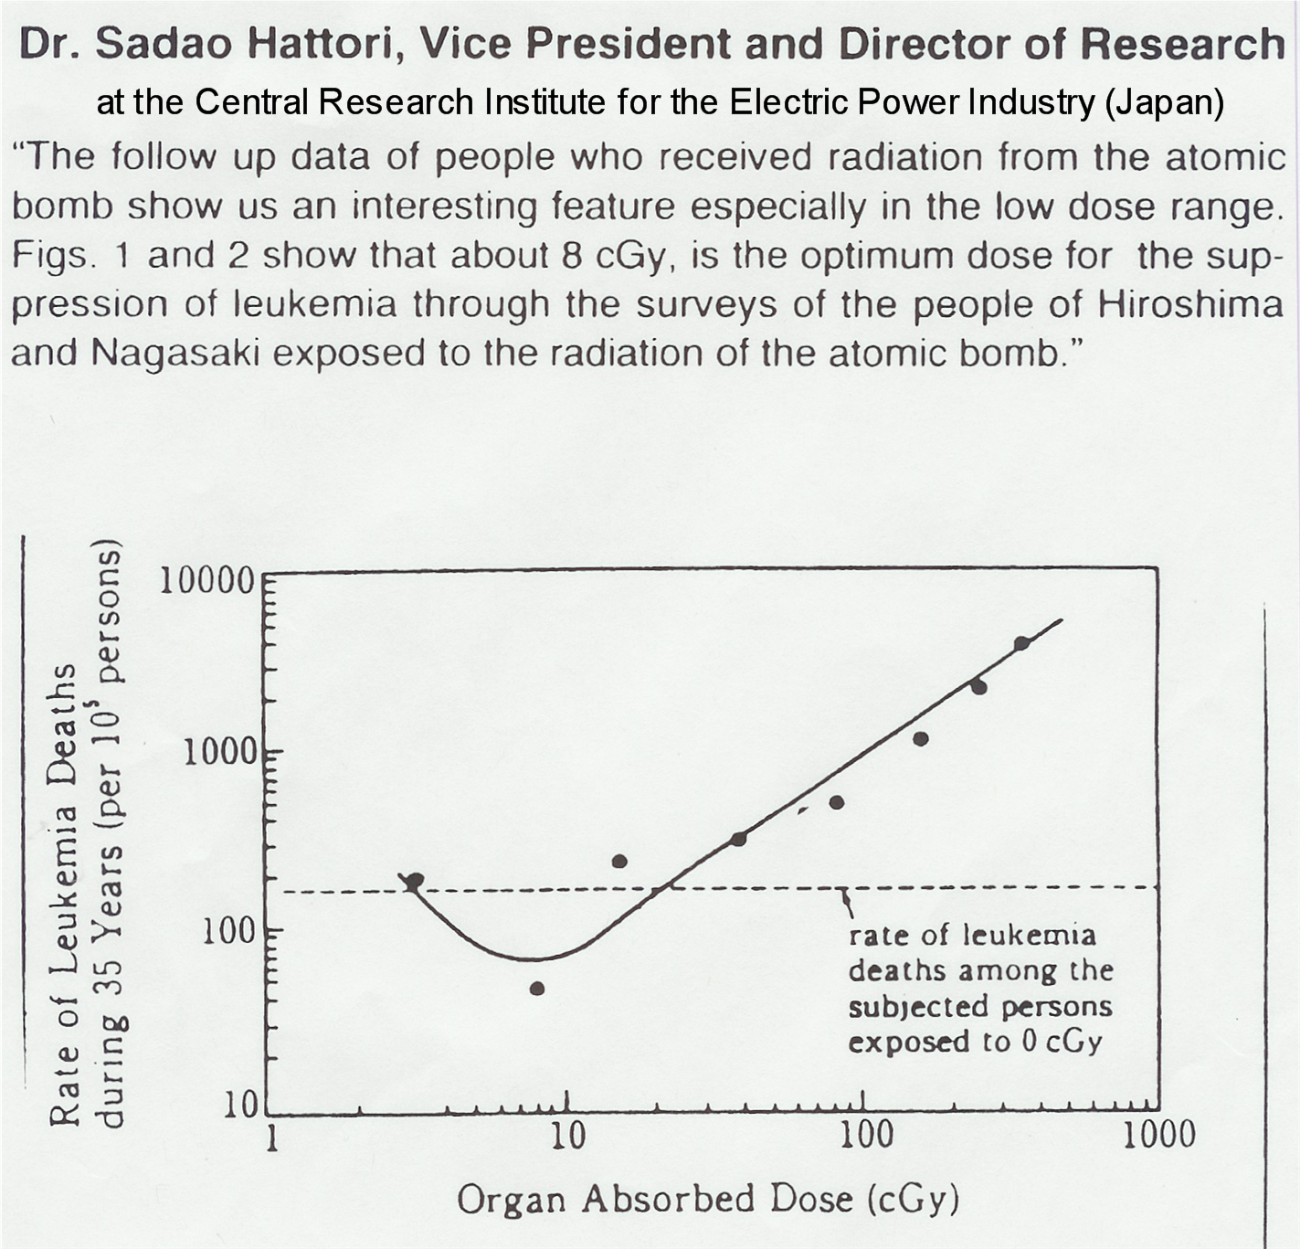 Dr. Sadao Hattori, Vice President and Director of Research
at the Central Research Institute for the Electric Power Industry (Japan)
“The follow up data of people who received radiation from the atomic
bomb show us an interesting feature especially in the low dose range.
Figs. 1 and 2 show that about 8 cGy, is the optimum dose for the sup-
pression of leukemia through the surveys of the people of Hiroshima
and Nagasaki exposed to the radiation of the atomic bomb.”
Rate of Leukemia Deaths
during 35 Years (per 10⁵ persons)
10000
1000
100
10
rate of leukemia
deaths among the
subjected persons
exposed to 0 cGy
1 10 100 1000
Organ Absorbed Dose (cGy)